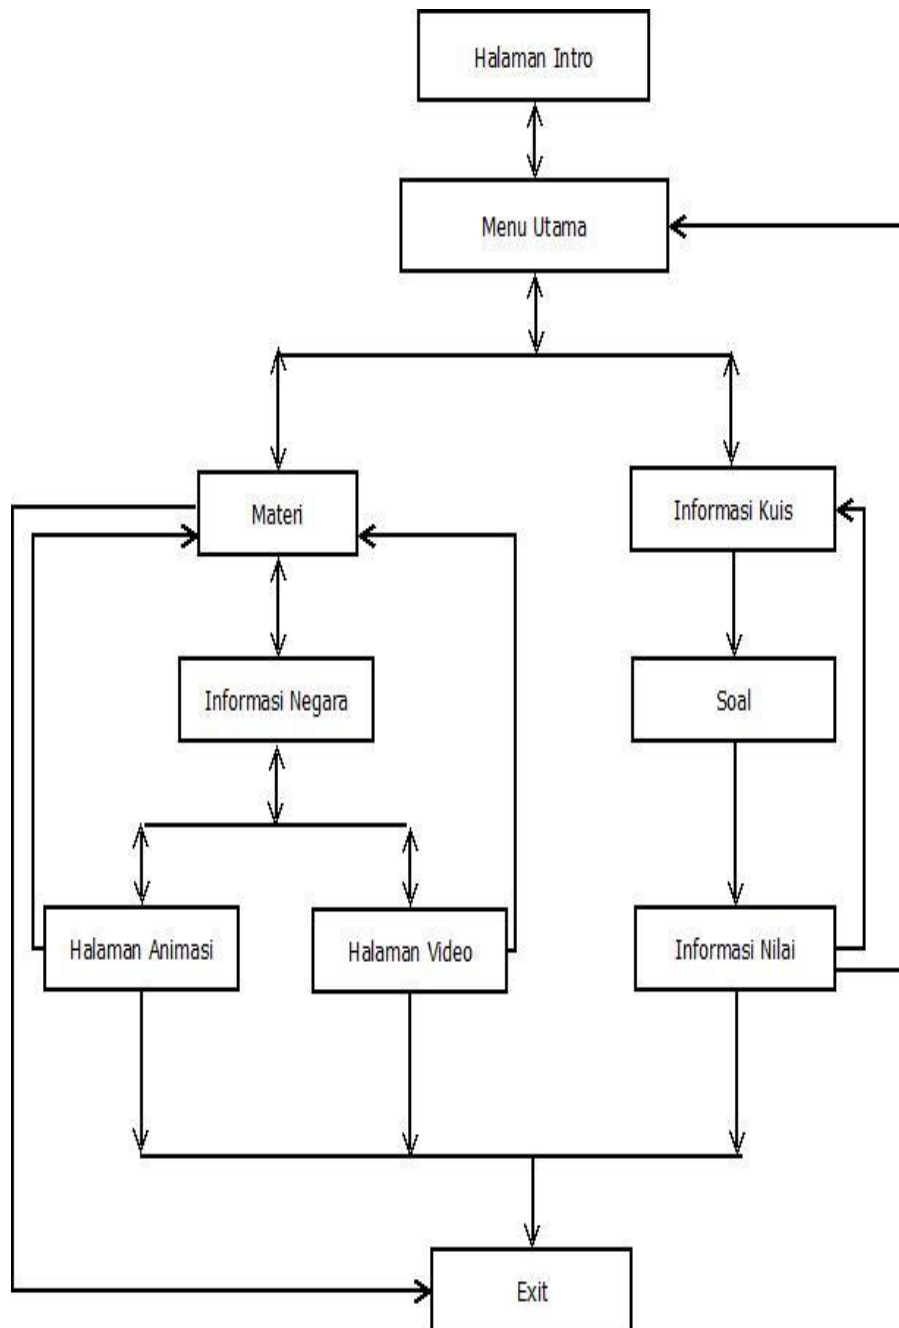 Halaman Intro
Menu Utama
Materi
Informasi Kuis
Informasi Negara
Soal
Halaman Animasi
Halaman Video
Informasi Nilai
Exit